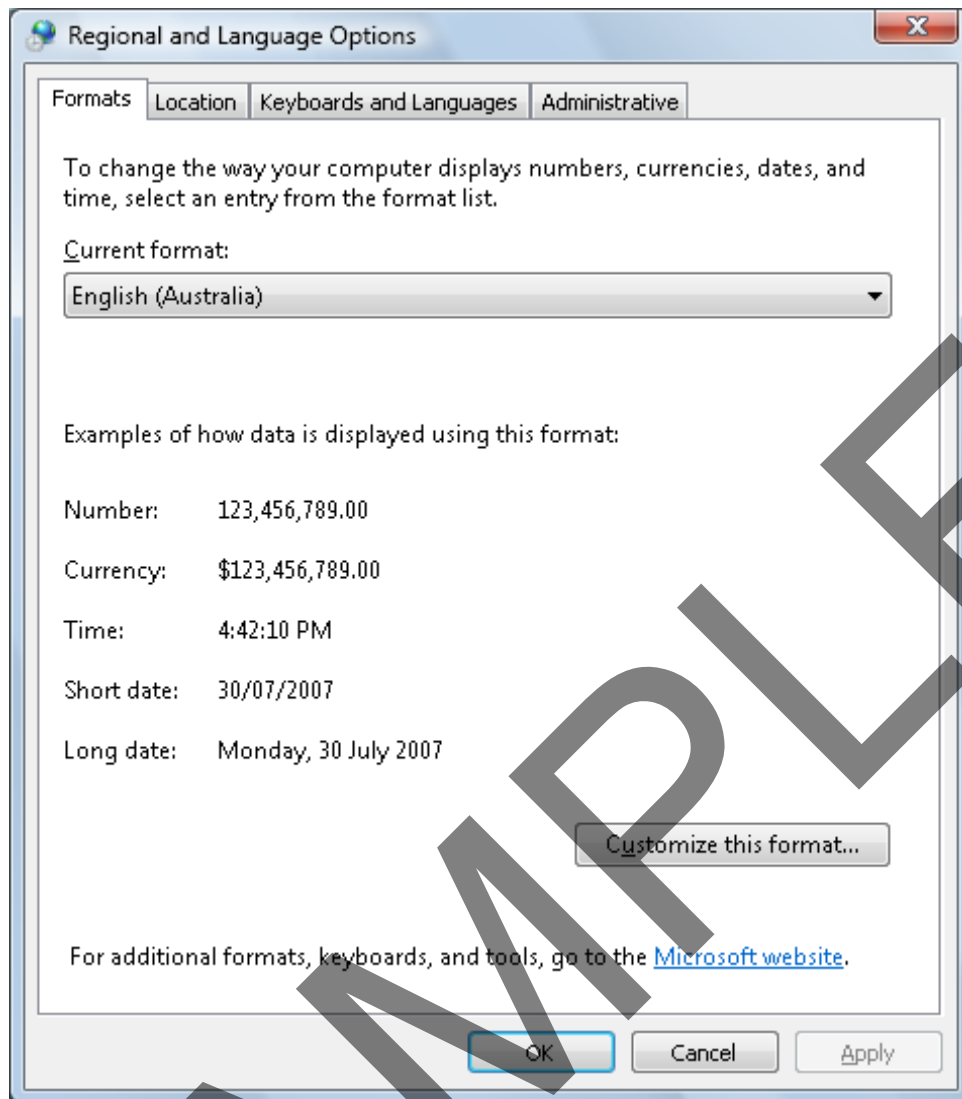 Regional and Language Options
Formats Location Keyboards and Languages Administrative
To change the way your computer displays numbers, currencies, dates, and
time, select an entry from the format list.
Current format:
English (Australia)
Examples of how data is displayed using this format:
Number: 123,456,789.00
Currency: $123,456,789.00
Time: 4:42:10 PM
Short date: 30/07/2007
Long date: Monday, 30 July 2007
Customize this format...
For additional formats, keyboards, and tools, go to the Microsoft website.
OK Cancel Apply
AMPLE